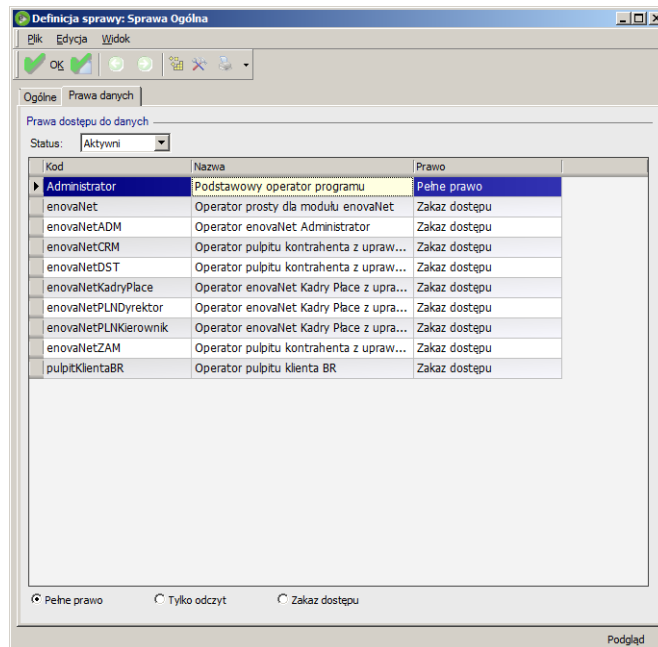 Definicja sprawy: Sprawa Ogólna
Plik Edycja Widok
OK
Ogólne Prawa danych
Prawa dostępu do danych
Status: Aktywni
Kod Nazwa Prawo
Administrator Podstawowy operator programu Pełne prawo
enovaNet Operator prosty dla modułu enovaNet Zakaz dostępu
enovaNetADM Operator enovaNet Administrator Zakaz dostępu
enovaNetCRM Operator pulpitu kontrahenta z upraw... Zakaz dostępu
enovaNetDST Operator pulpitu kontrahenta z upraw... Zakaz dostępu
enovaNetKadryPlace Operator enovaNet Kadry Płace z upra... Zakaz dostępu
enovaNetPLNDyrektor Operator enovaNet Kadry Płace z upra... Zakaz dostępu
enovaNetPLNKierownik Operator enovaNet Kadry Płace z upra... Zakaz dostępu
enovaNetZAM Operator pulpitu kontrahenta z upraw... Zakaz dostępu
pulpitKlientaBR Operator pulpitu klienta BR Zakaz dostępu
Pełne prawo Tylko odczyt Zakaz dostępu
Podgląd